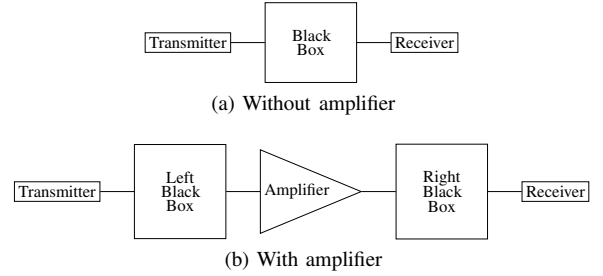 Transmitter
Black
Box
Receiver
(a) Without amplifier
Transmitter
Left
Black
Box
Amplifier
Right
Black
Box
Receiver
(b) With amplifier